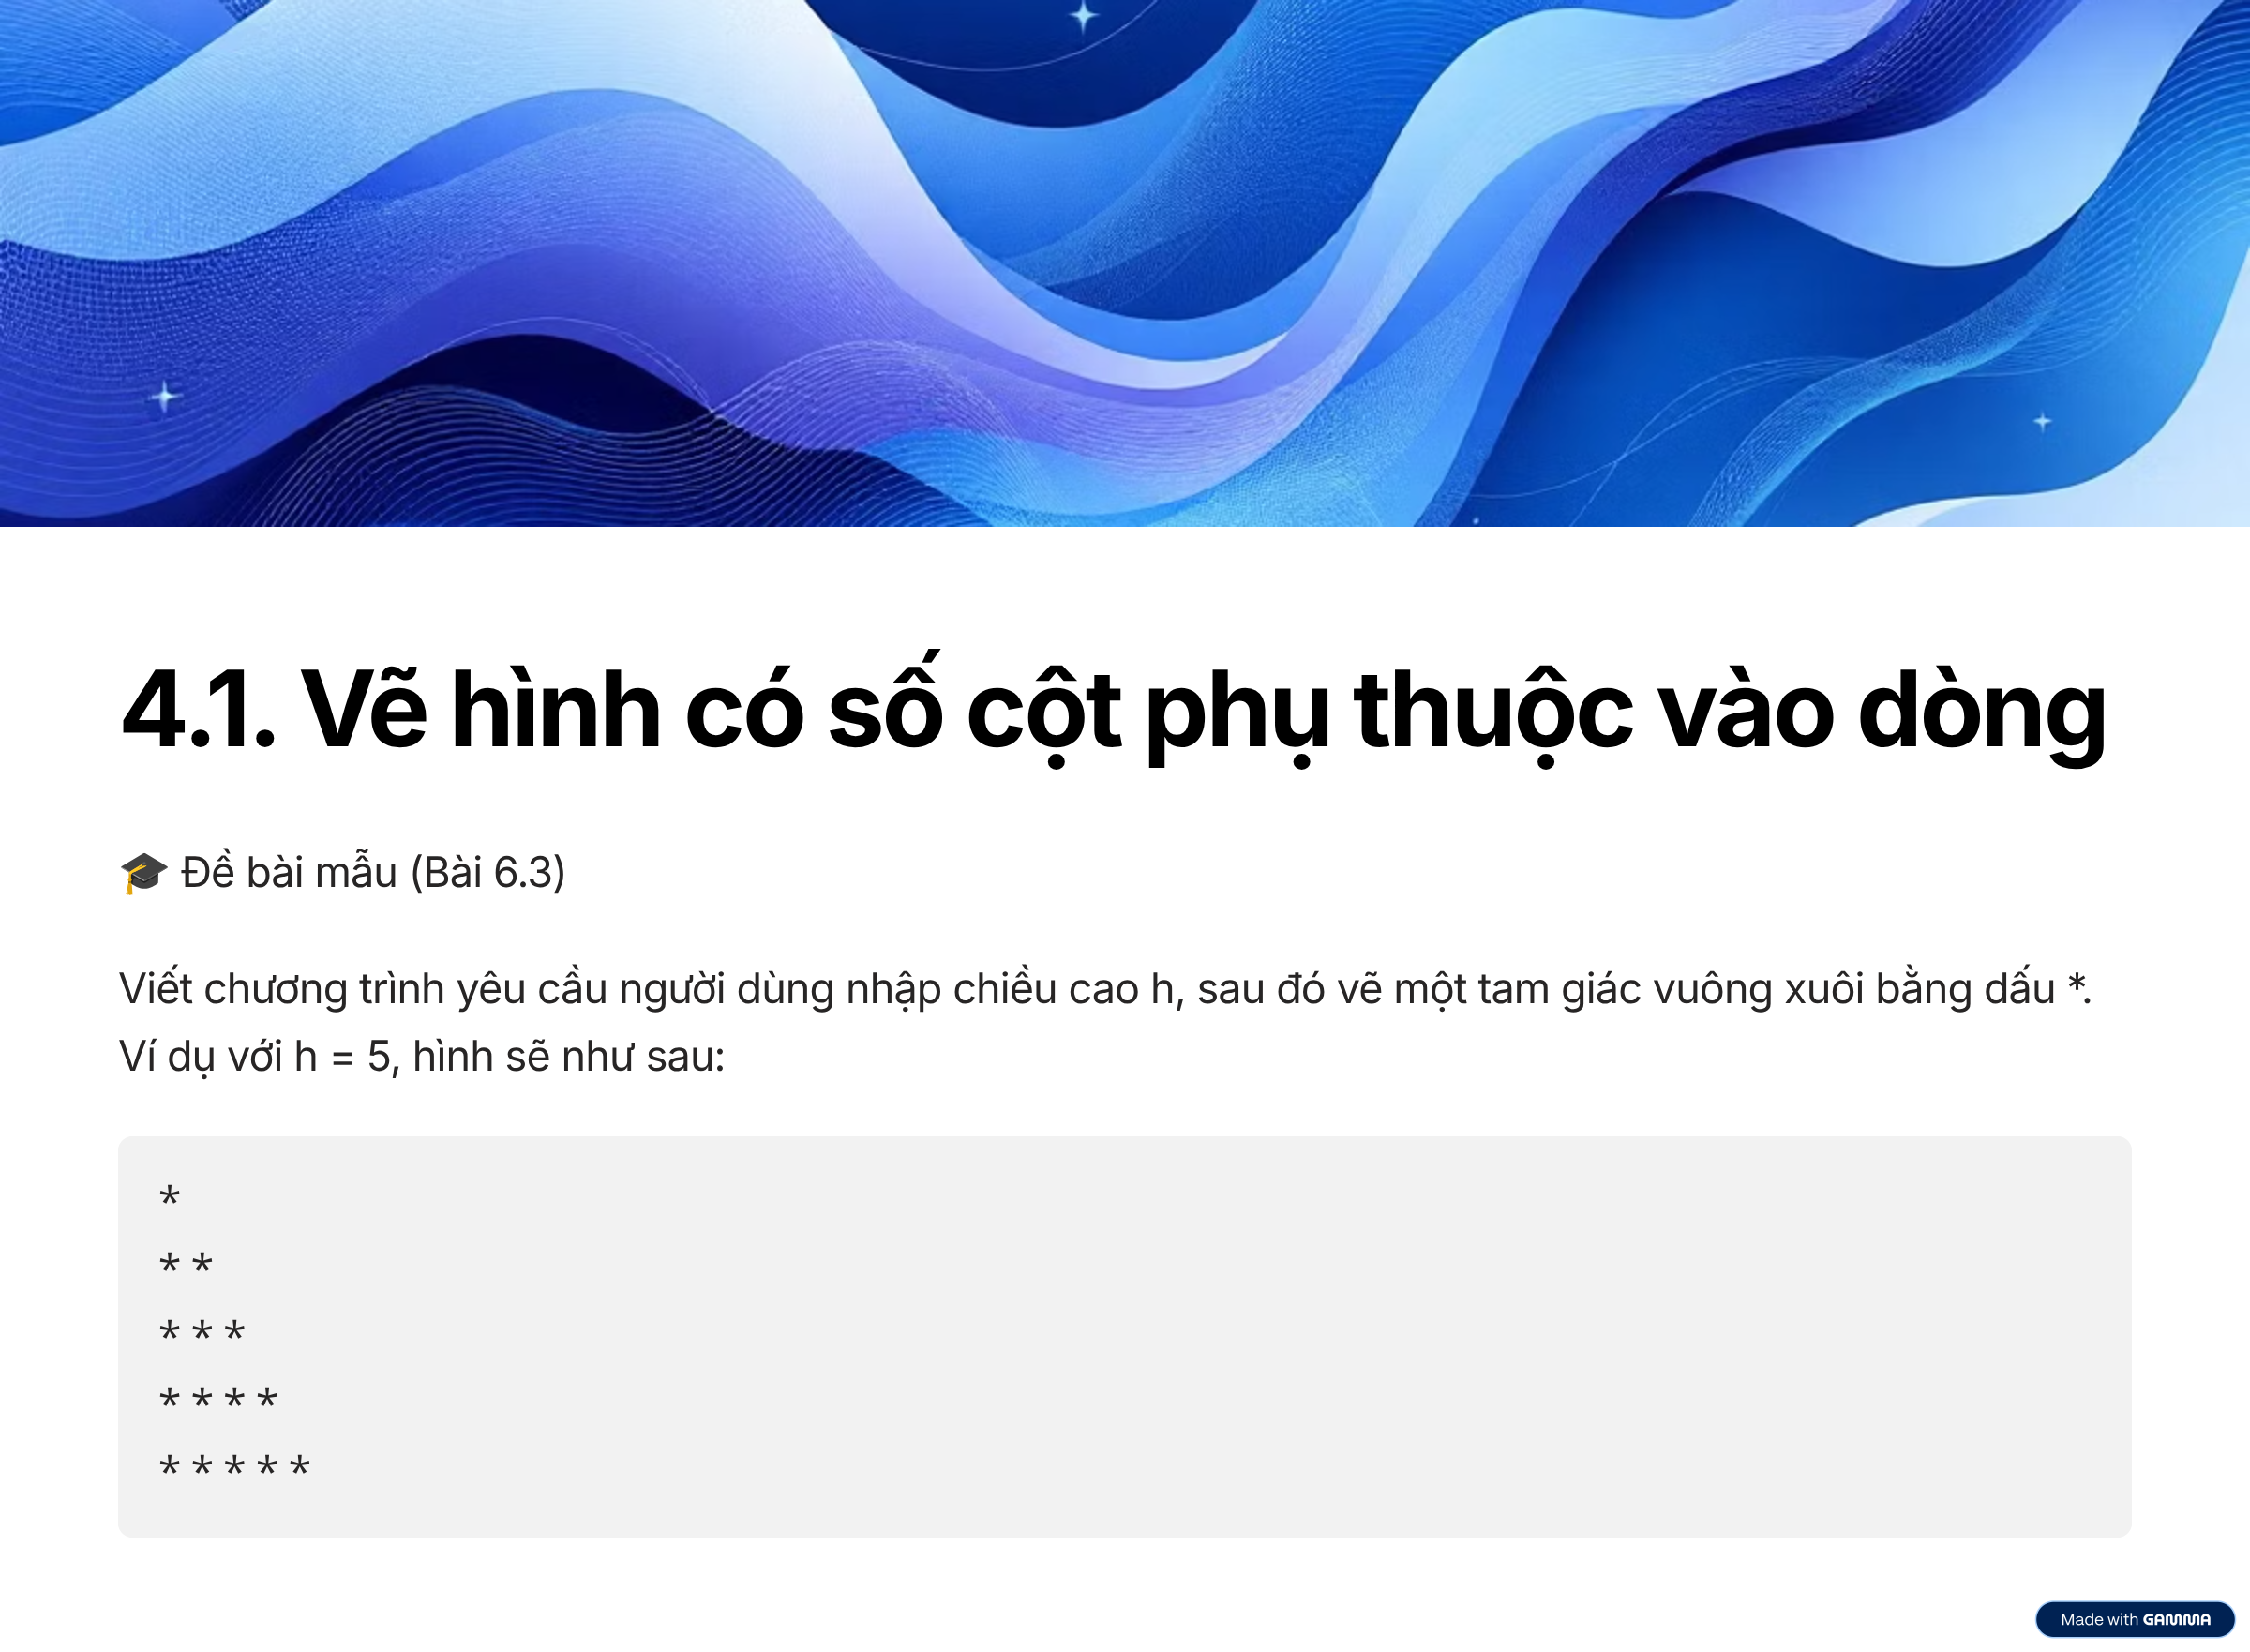 4.1. Vẽ hình có số cột phụ thuộc vào dòng
🎓 Đề bài mẫu (Bài 6.3)
Viết chương trình yêu cầu người dùng nhập chiều cao h, sau đó vẽ một tam giác vuông xuôi bằng dấu *.
Ví dụ với h = 5, hình sẽ như sau:
*
* *
* * *
* * * *
* * * * *
Made with GAMMA